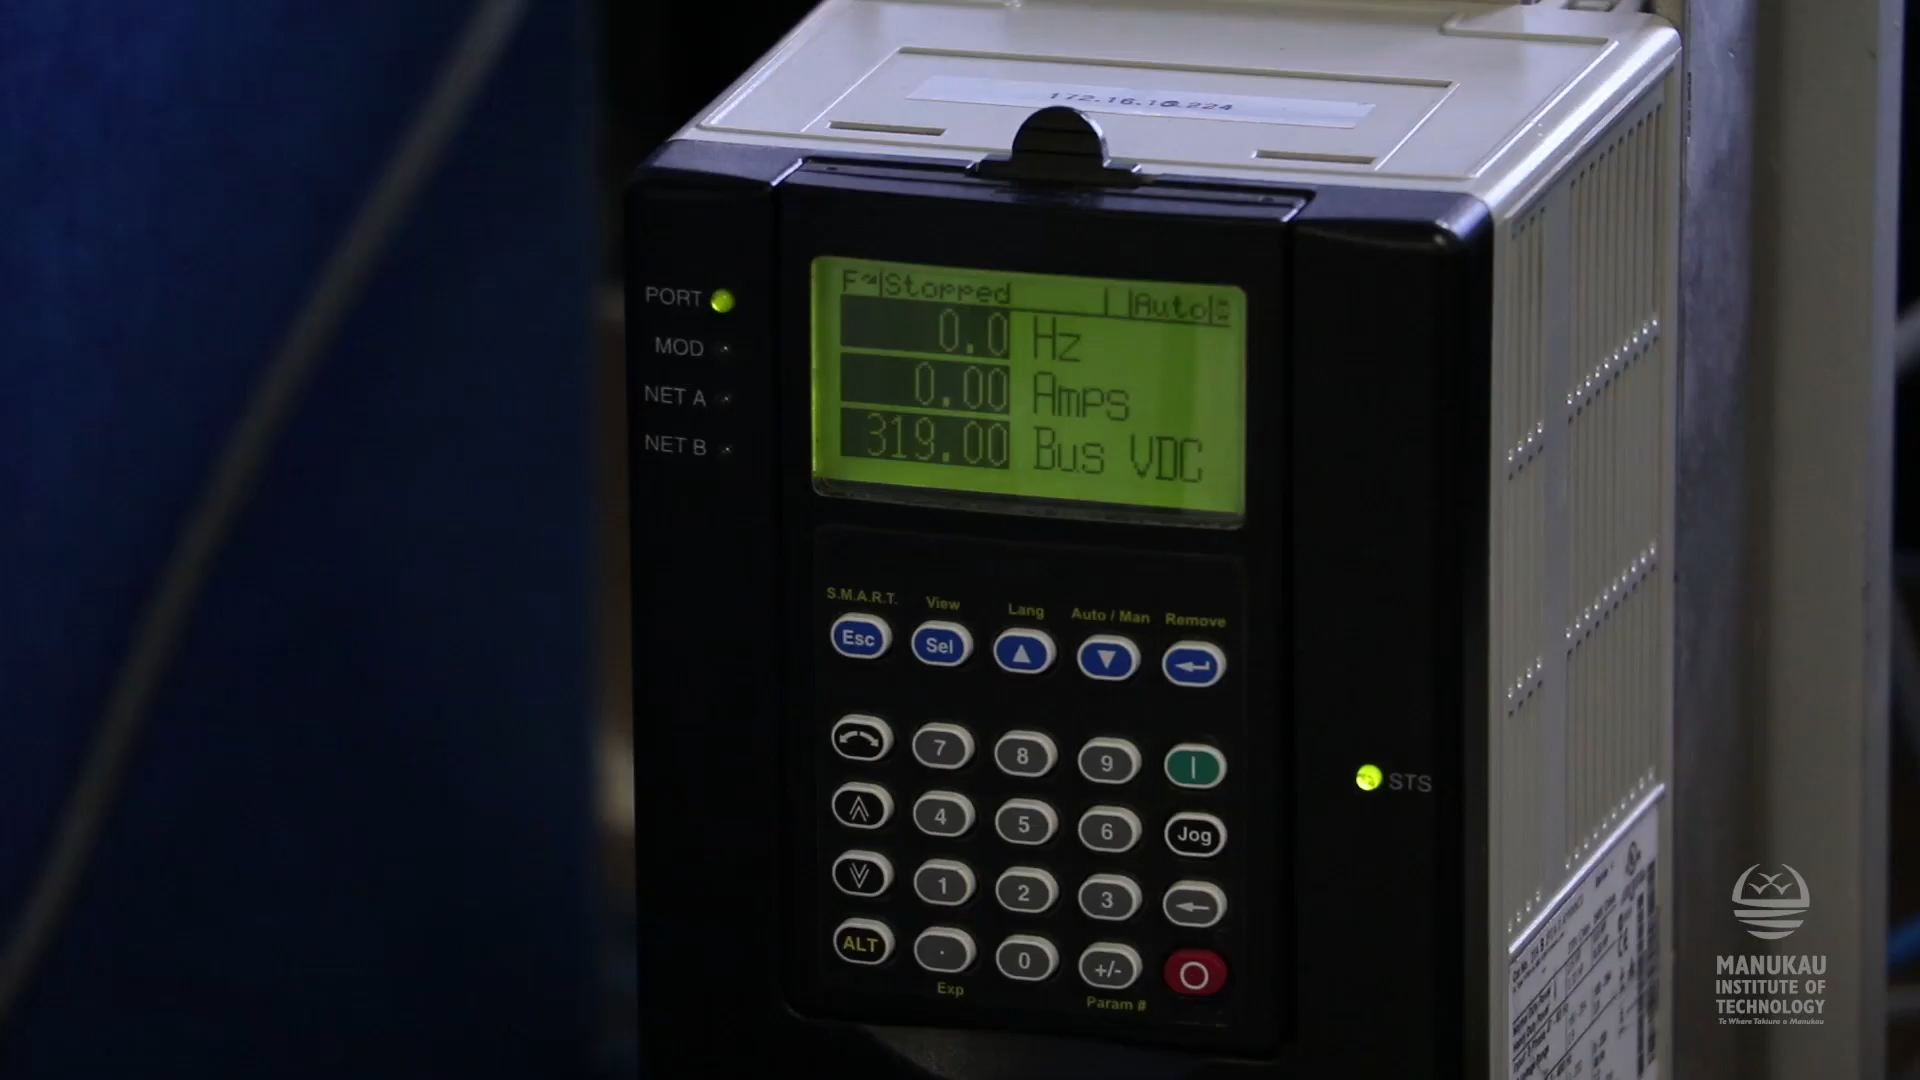 172.16.10.224
PORT
MOD
NET A
NET B
F Stopped Auto
0.0 Hz
0.00 Amps
319.00 Bus VDC
S.M.A.R.T. View Lang Auto / Man Remove
Esc Sel
7 8 9
4 5 6 Jog
1 2 3
ALT . 0 +/-
Exp Param #
STS
MANUKAU
INSTITUTE OF
TECHNOLOGY
Te Whare Takiura o Manukau